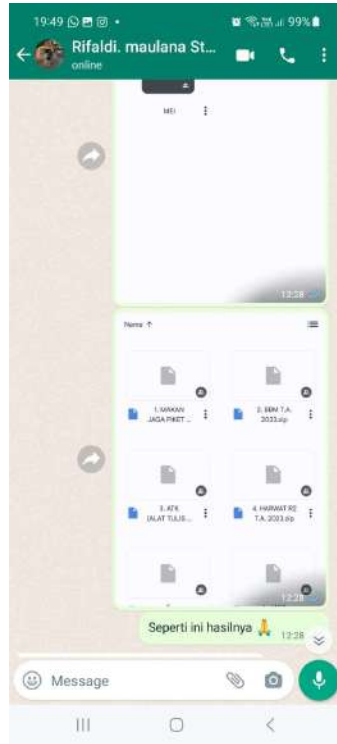 19:49
99%
Rifaldi. maulana St...
online
MEI
12:28
Name ↑
1. MAKAN
JAGA PIKET ...
2. BBM T.A.
2023.zip
3. ATK
(ALAT TULIS ...
4. HARWAT R2
T.A. 2023.zip
12:28
Seperti ini hasilnya 🙏 12:28
Message